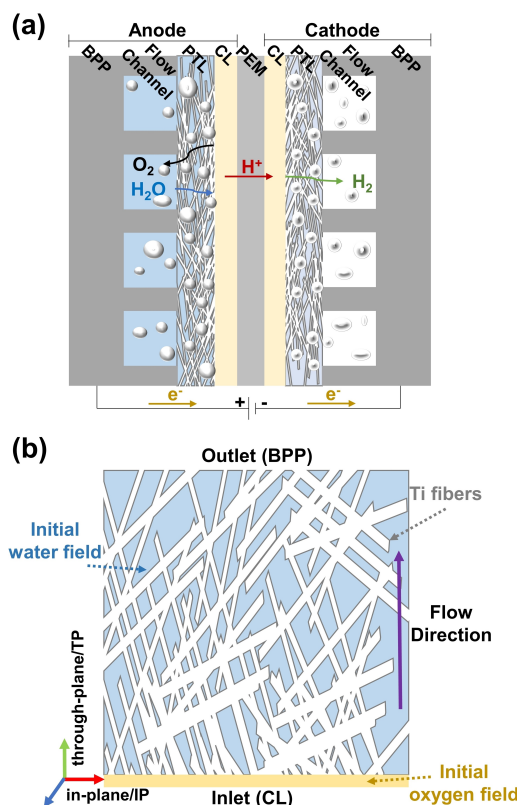 (a)
Anode
Cathode
BPP
Flow
Channel
PTL
CL
PEM
CL
PTL
Flow
Channel
BPP
O2
H2O
H+
H2
e-
+
-
e-
(b)
Outlet (BPP)
Ti fibers
Initial
water field
Flow
Direction
through-plane/TP
in-plane/IP
Inlet (CL)
Initial
oxygen field